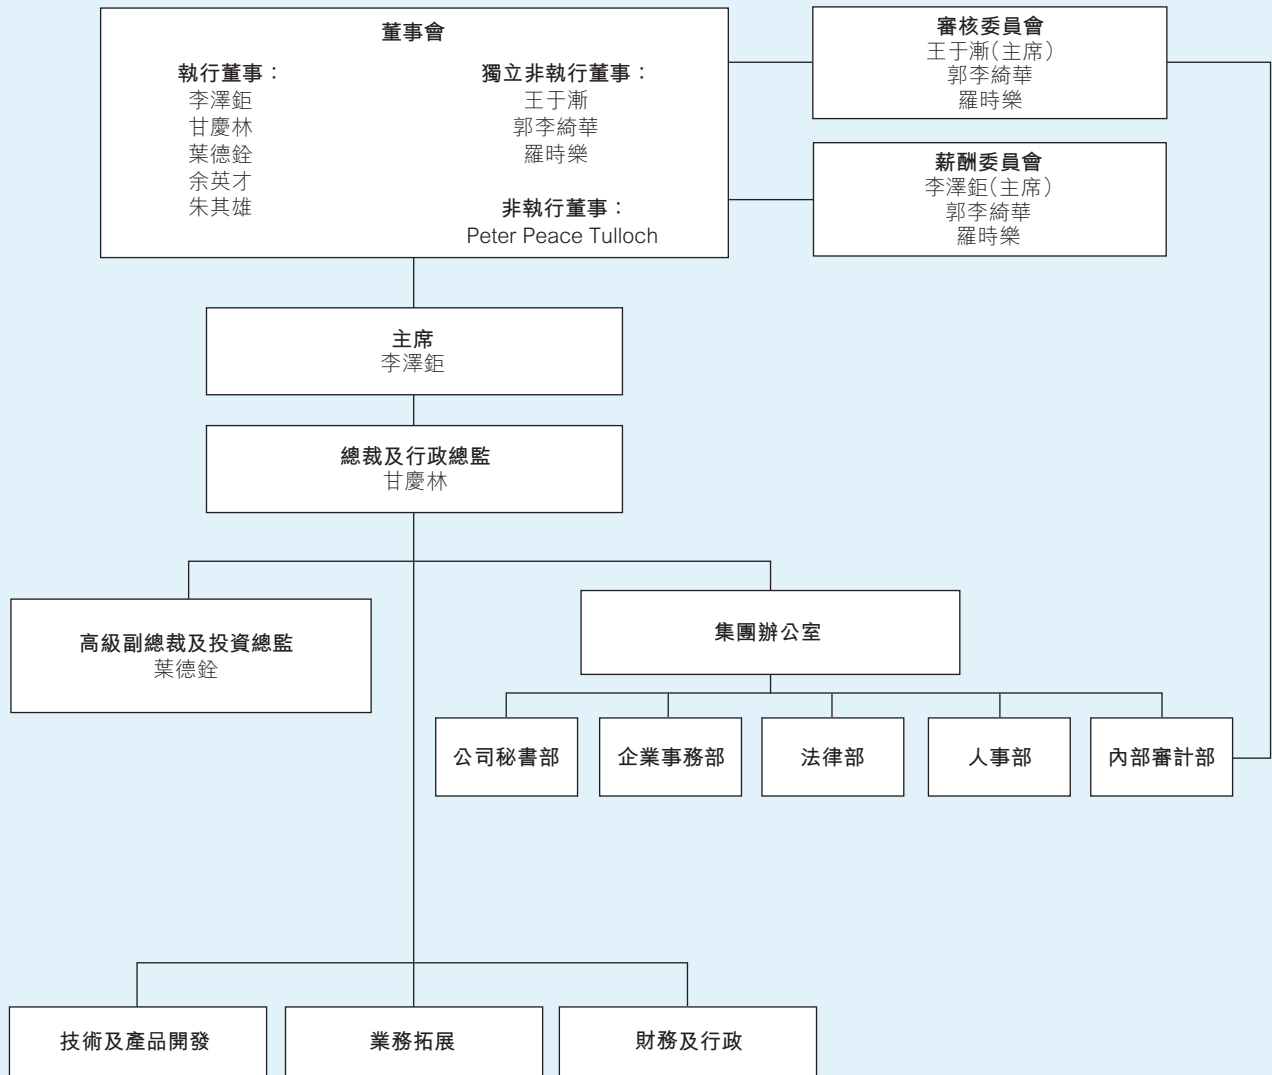 董事會
執行董事：
李澤鉅
甘慶林
葉德銓
余英才
朱其雄
獨立非執行董事：
王于漸
郭李綺華
羅時樂
非執行董事：
Peter Peace Tulloch
審核委員會
王于漸(主席)
郭李綺華
羅時樂
薪酬委員會
李澤鉅(主席)
郭李綺華
羅時樂
主席
李澤鉅
總裁及行政總監
甘慶林
高級副總裁及投資總監
葉德銓
集團辦公室
公司秘書部
企業事務部
法律部
人事部
內部審計部
技術及產品開發
業務拓展
財務及行政